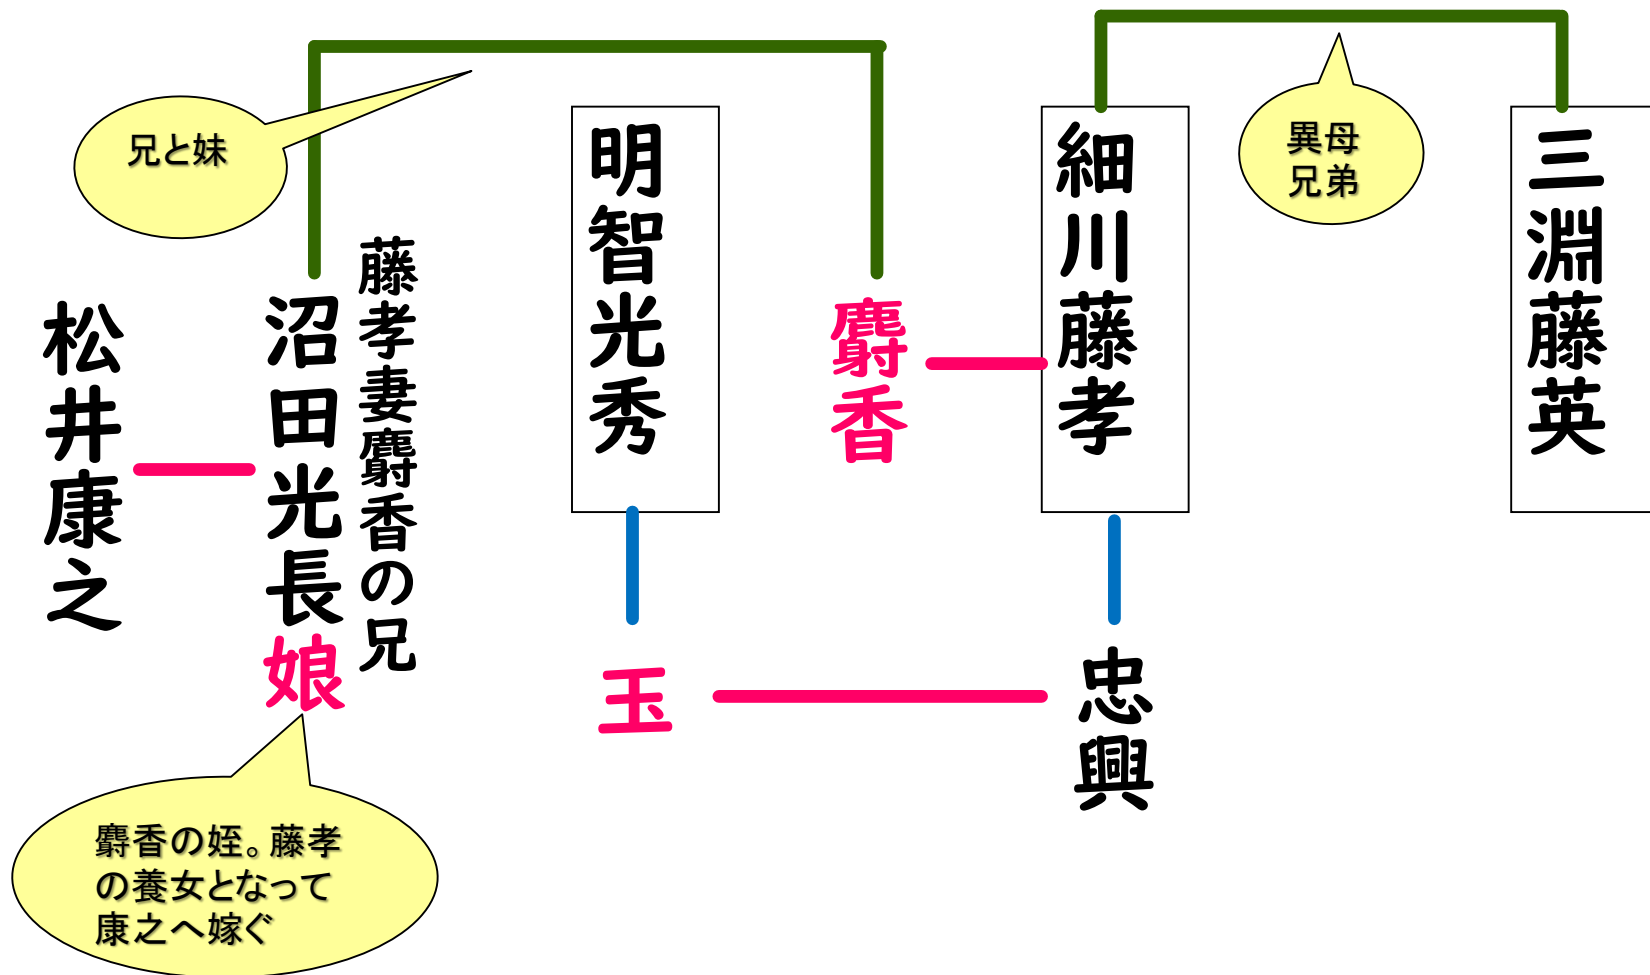 三淵藤英
異母
兄弟
細川藤孝
忠興
麝香
明智光秀
玉
兄と妹
藤孝妻麝香の兄
沼田光長娘
松井康之
麝香の姪。藤孝
の養女となって
康之へ嫁ぐ